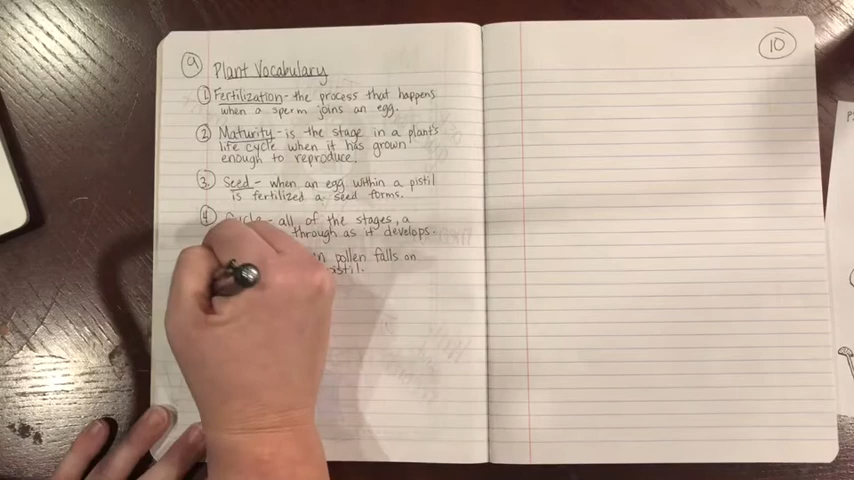 9
Plant Vocabulary
1 Fertilization - the process that happens
when a sperm joins an egg.
2 Maturity - is the stage in a plant's
life cycle when it has grown
enough to reproduce.
3. Seed - when an egg within a pistil
is fertilized a seed forms.
4. Cycle - all of the stages, a
through as it develops.
pollen falls on
10